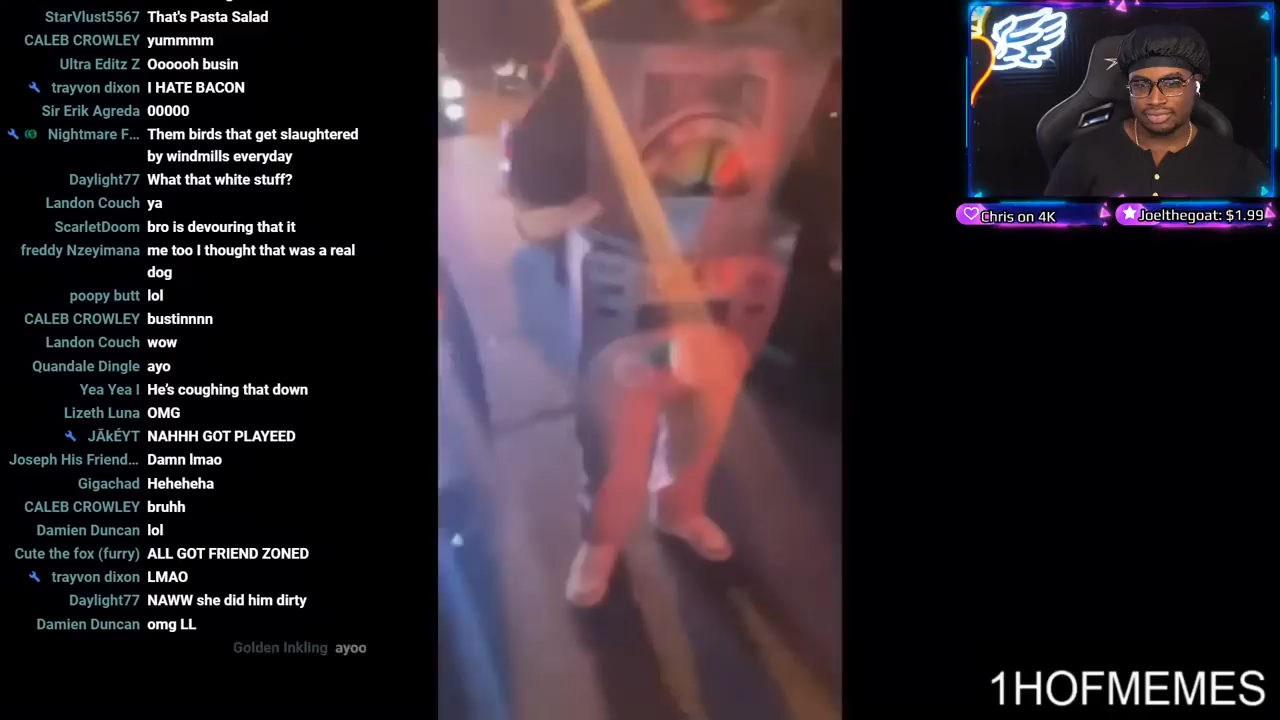 StarVlust5567 That's Pasta Salad
CALEB CROWLEY yummmm
Ultra Editz Z Oooooh busin
trayvon dixon I HATE BACON
Sir Erik Agreda 00000
Nightmare F... Them birds that get slaughtered
by windmills everyday
Daylight77 What that white stuff?
Landon Couch ya
ScarletDoom bro is devouring that it
freddy Nzeyimana me too I thought that was a real
dog
poopy butt lol
CALEB CROWLEY bustinnnn
Landon Couch wow
Quandale Dingle ayo
Yea Yea I He's coughing that down
Lizeth Luna OMG
JÃkÉYT NAHHH GOT PLAYEED
Joseph His Friend... Damn lmao
Gigachad Heheheha
CALEB CROWLEY bruhh
Damien Duncan lol
Cute the fox (furry) ALL GOT FRIEND ZONED
trayvon dixon LMAO
Daylight77 NAWW she did him dirty
Damien Duncan omg LL
Golden Inkling ayoo
Chris on 4K
Joelthegoat: $1.99
1HOFMEMES